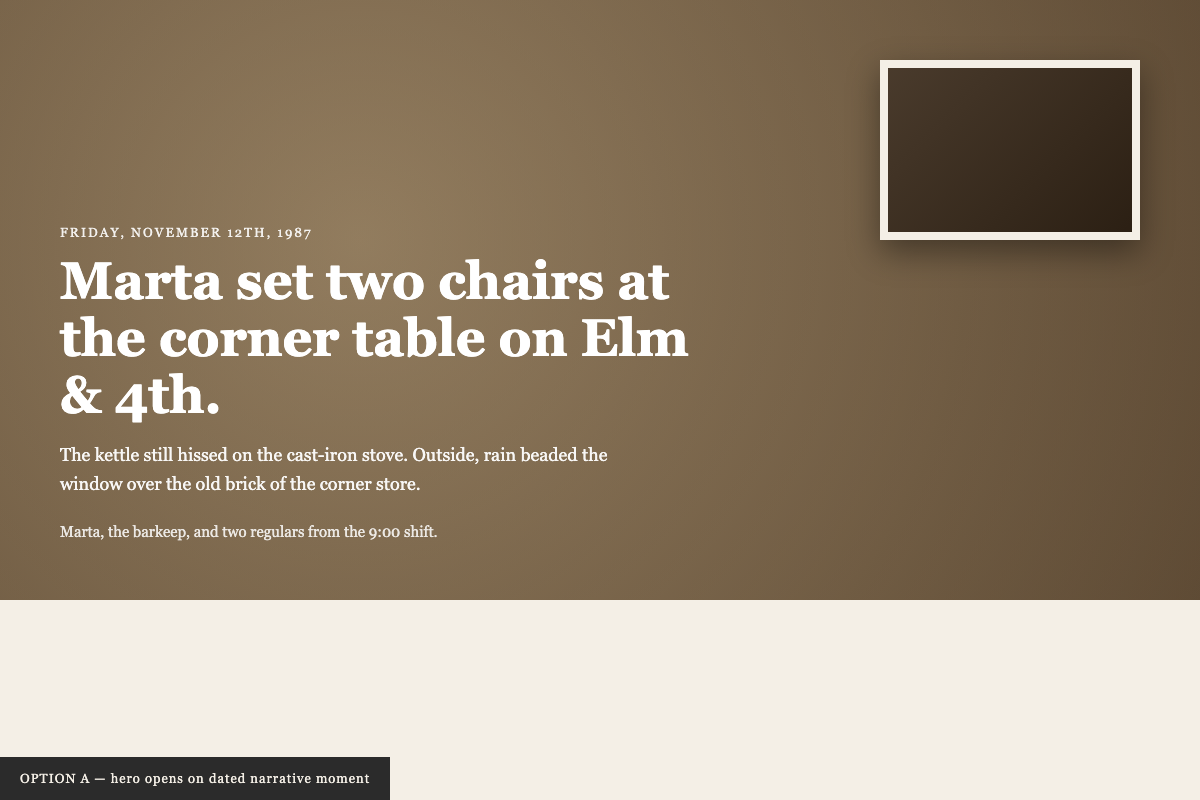 FRIDAY, NOVEMBER 12TH, 1987
Marta set two chairs at
the corner table on Elm
& 4th.
The kettle still hissed on the cast-iron stove. Outside, rain beaded the
window over the old brick of the corner store.
Marta, the barkeep, and two regulars from the 9:00 shift.
OPTION A — hero opens on dated narrative moment